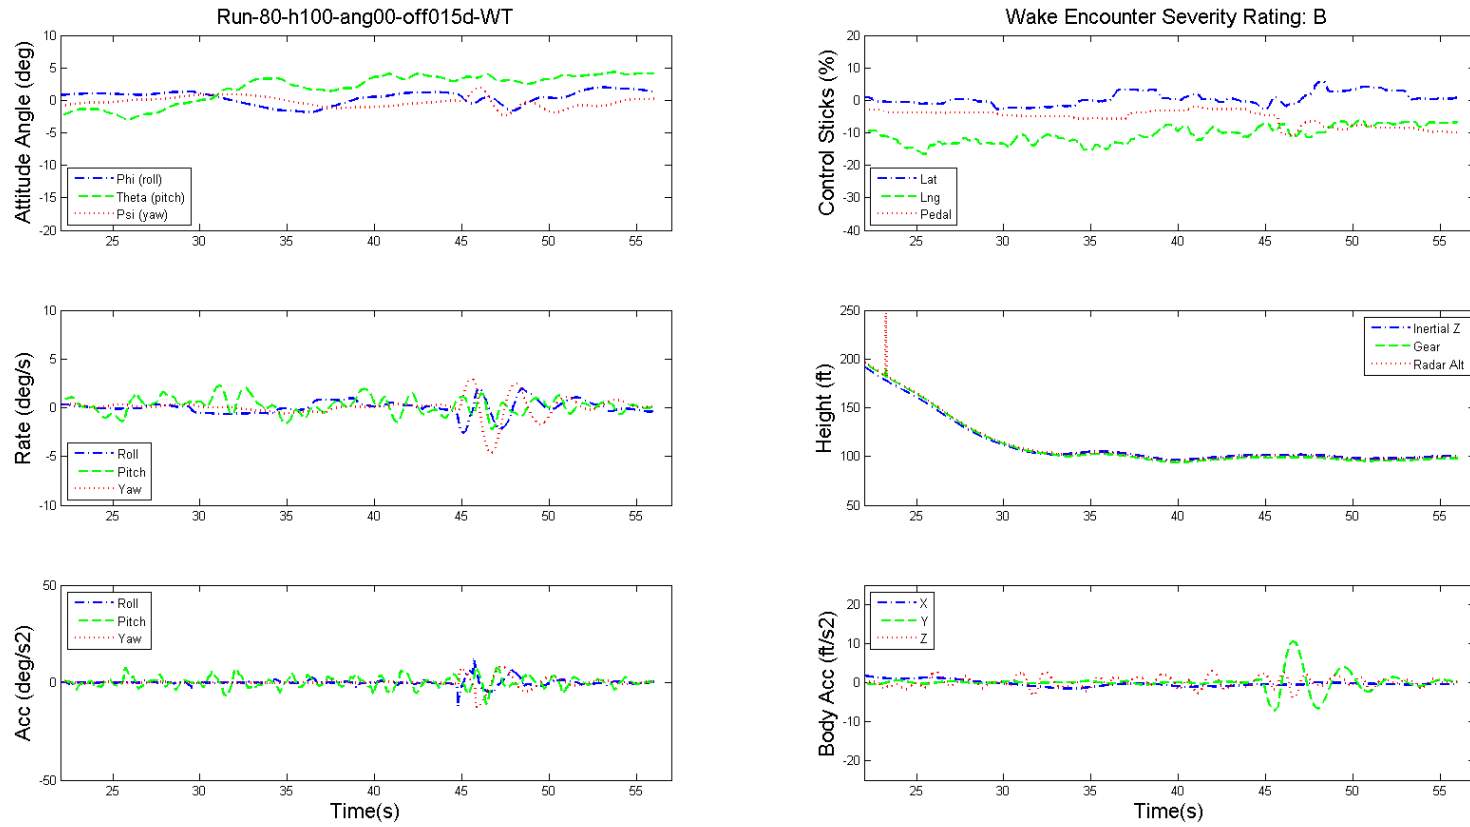 Run-80-h100-ang00-off015d-WT
Attitude Angle (deg)
10
5
0
-5
-10
-15
-20
Phi (roll)
Theta (pitch)
Psi (yaw)
25 30 35 40 45 50 55
Wake Encounter Severity Rating: B
Control Sticks (%)
20
10
0
-10
-20
-30
-40
Lat
Lng
Pedal
25 30 35 40 45 50 55
Rate (deg/s)
10
5
0
-5
-10
Roll
Pitch
Yaw
25 30 35 40 45 50 55
Height (ft)
250
200
150
100
50
Inertial Z
Gear
Radar Alt
25 30 35 40 45 50 55
Acc (deg/s2)
50
0
-50
Roll
Pitch
Yaw
25 30 35 40 45 50 55
Time(s)
Body Acc (ft/s2)
20
10
0
-10
-20
X
Y
Z
25 30 35 40 45 50 55
Time(s)